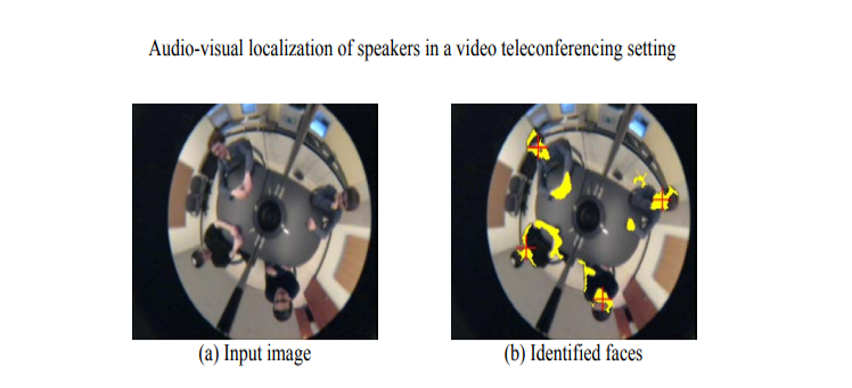 Audio-visual localization of speakers in a video teleconferencing setting
(a) Input image
(b) Identified faces